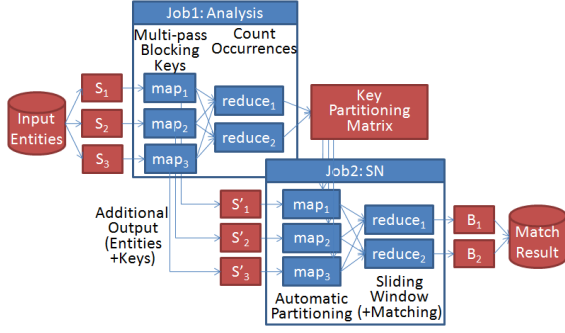 Job1: Analysis
Multi-pass
Blocking
Keys
Count
Occurrences
Input
Entities
S1
S2
S3
map1
map2
map3
reduce1
reduce2
Key
Partitioning
Matrix
Job2: SN
Additional
Output
(Entities
+Keys)
S'1
S'2
S'3
map1
map2
map3
reduce1
reduce2
B1
B2
Match
Result
Automatic
Partitioning
Sliding
Window
(+Matching)